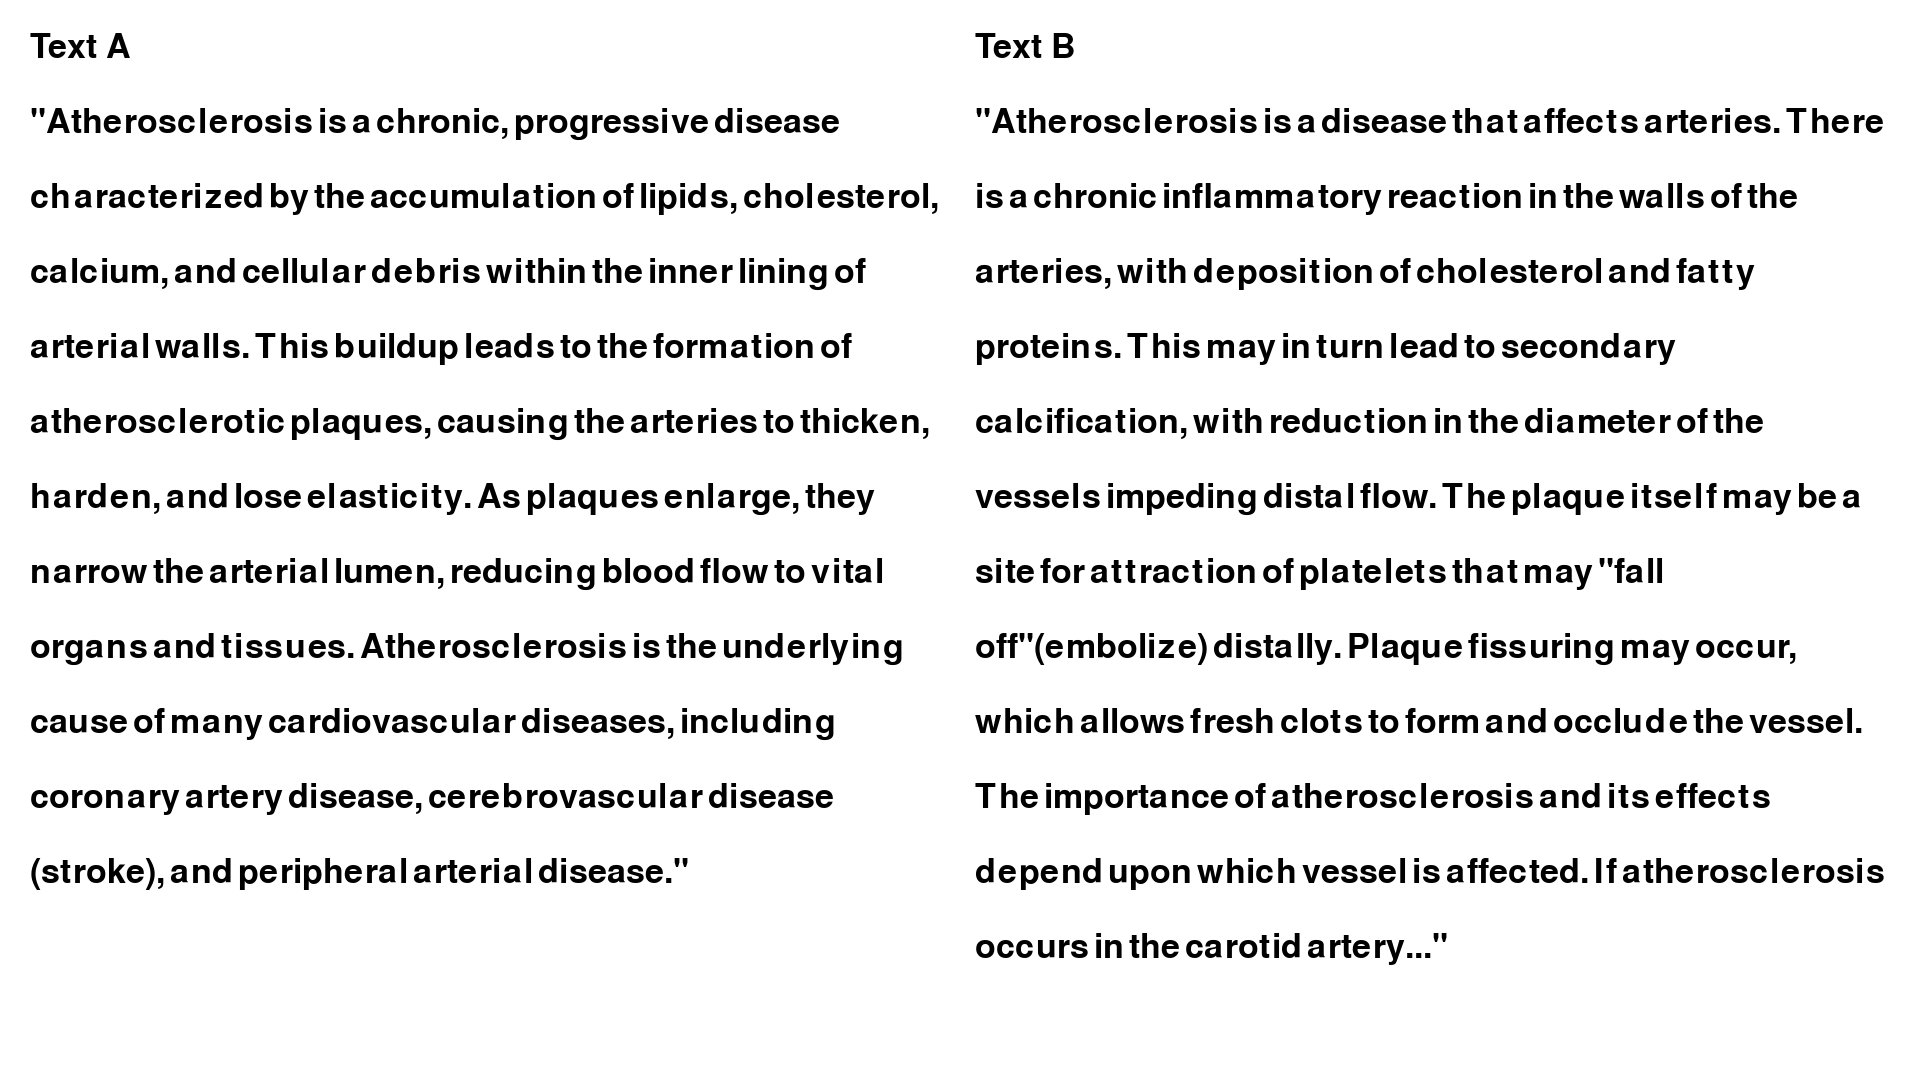 Text A
"Atherosclerosis is a chronic, progressive disease
characterized by the accumulation of lipids, cholesterol,
calcium, and cellular debris within the inner lining of
arterial walls. This buildup leads to the formation of
atherosclerotic plaques, causing the arteries to thicken,
harden, and lose elasticity. As plaques enlarge, they
narrow the arterial lumen, reducing blood flow to vital
organs and tissues. Atherosclerosis is the underlying
cause of many cardiovascular diseases, including
coronary artery disease, cerebrovascular disease
(stroke), and peripheral arterial disease."
Text B
"Atherosclerosis is a disease that affects arteries. There
is a chronic inflammatory reaction in the walls of the
arteries, with deposition of cholesterol and fatty
proteins. This may in turn lead to secondary
calcification, with reduction in the diameter of the
vessels impeding distal flow. The plaque itself may be a
site for attraction of platelets that may "fall
off"(embolize) distally. Plaque fissuring may occur,
which allows fresh clots to form and occlude the vessel.
The importance of atherosclerosis and its effects
depend upon which vessel is affected. If atherosclerosis
occurs in the carotid artery..."